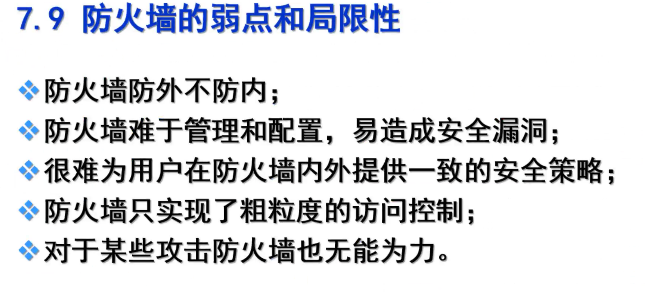 7.9 防火墙的弱点和局限性
防火墙防外不防内；
防火墙难于管理和配置，易造成安全漏洞；
很难为用户在防火墙内外提供一致的安全策略；
防火墙只实现了粗粒度的访问控制；
对于某些攻击防火墙也无能为力。